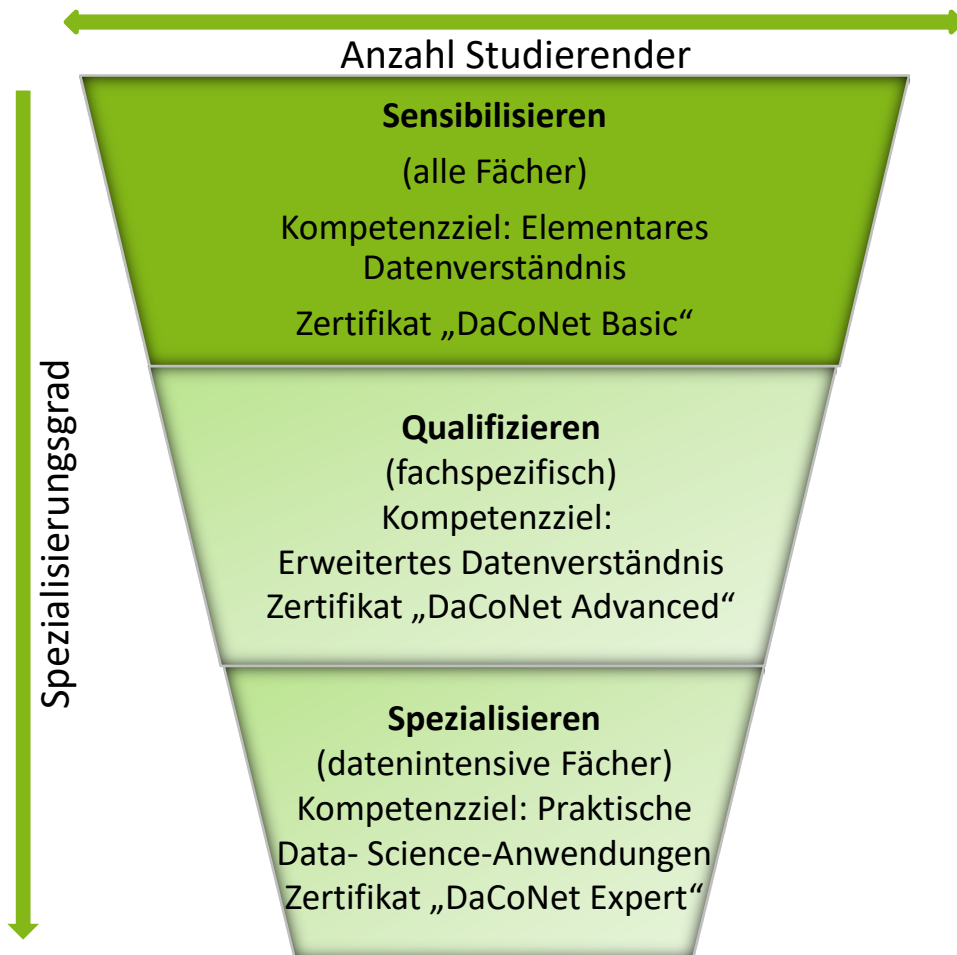 Anzahl Studierender
Spezialisierungsgrad
Sensibilisieren
(alle Fächer)
Kompetenzziel: Elementares
Datenverständnis
Zertifikat „DaCoNet Basic“
Qualifizieren
(fachspezifisch)
Kompetenzziel:
Erweitertes Datenverständnis
Zertifikat „DaCoNet Advanced“
Spezialisieren
(datenintensive Fächer)
Kompetenzziel: Praktische
Data- Science-Anwendungen
Zertifikat „DaCoNet Expert“